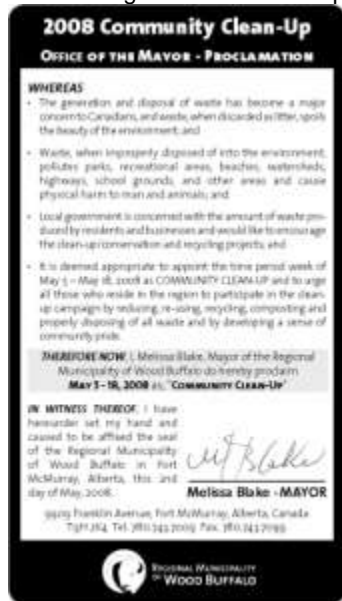 2008 Community Clean-Up
OFFICE OF THE MAYOR - PROCLAMATION
WHEREAS
• The generation and disposal of waste has become a major
concern to Canadians, and waste, when discarded as litter, spoils
the beauty of the environment; and
• Waste, when improperly disposed of into the environment,
pollutes parks, recreational areas, beaches, watersheds,
highways, school grounds, and other areas and cause
physical harm to man and animals; and
• Local government is concerned with the amount of waste pro-
duced by residents and businesses and would like to encourage
the clean-up/conservation and recycling projects; and
• It is deemed appropriate to appoint the time period week of
May 5 – May 18, 2008 as COMMUNITY CLEAN-UP and to urge
all those who reside in the region to participate in the clean-
up campaign by reducing, re-using, recycling, composting and
properly disposing of all waste and by developing a sense of
community pride.
THEREFORE NOW, I, Melissa Blake, Mayor of the Regional
Municipality of Wood Buffalo do hereby proclaim
MAY 5 - 18, 2008 as, "COMMUNITY CLEAN-UP"
IN WITNESS THEREOF, I have
hereunder set my hand and
caused to be affixed the seal
of the Regional Municipality
of Wood Buffalo in Fort
McMurray, Alberta, this 2nd
day of May, 2008.
M Blake
Melissa Blake - MAYOR
9909 Franklin Avenue, Fort McMurray, Alberta, Canada
T9H 2K4 Tel. 780.743.7009 Fax. 780.743.7099
REGIONAL MUNICIPALITY
OF WOOD BUFFALO